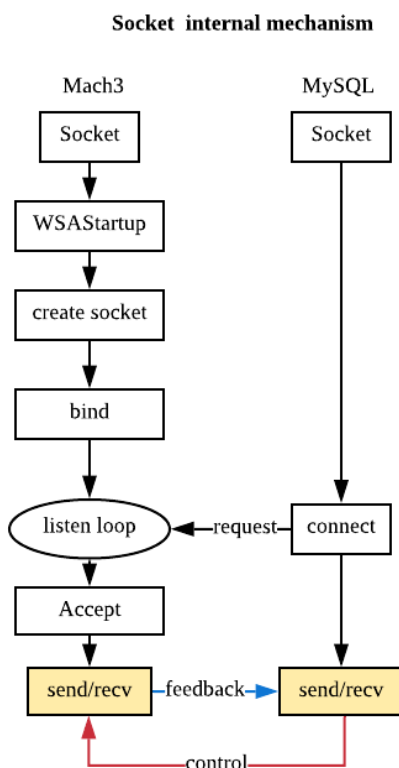 Socket internal mechanism
Mach3
MySQL
Socket
Socket
WSAStartup
create socket
bind
listen loop
request
connect
Accept
send/recv
feedback
send/recv
control